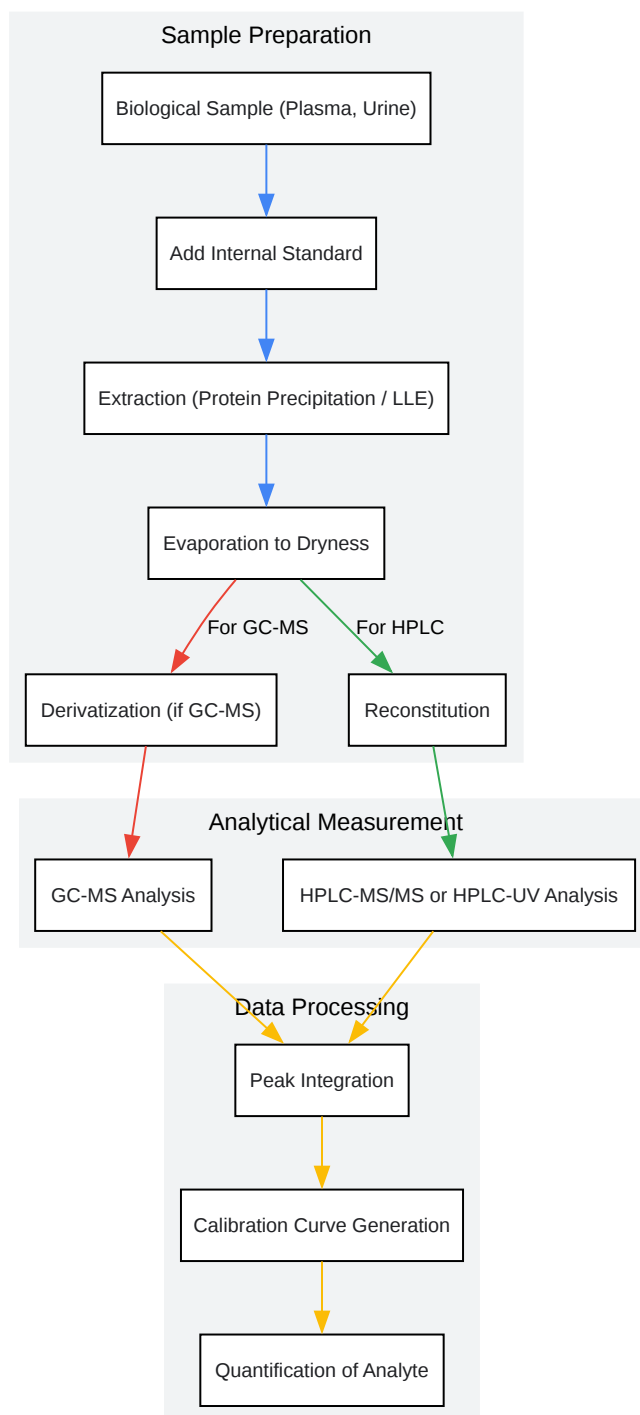 Sample Preparation
Biological Sample (Plasma, Urine)
Add Internal Standard
Extraction (Protein Precipitation / LLE)
Evaporation to Dryness
For GC-MS
For HPLC
Derivatization (if GC-MS)
Reconstitution
Analytical Measurement
GC-MS Analysis
HPLC-MS/MS or HPLC-UV Analysis
Data Processing
Peak Integration
Calibration Curve Generation
Quantification of Analyte